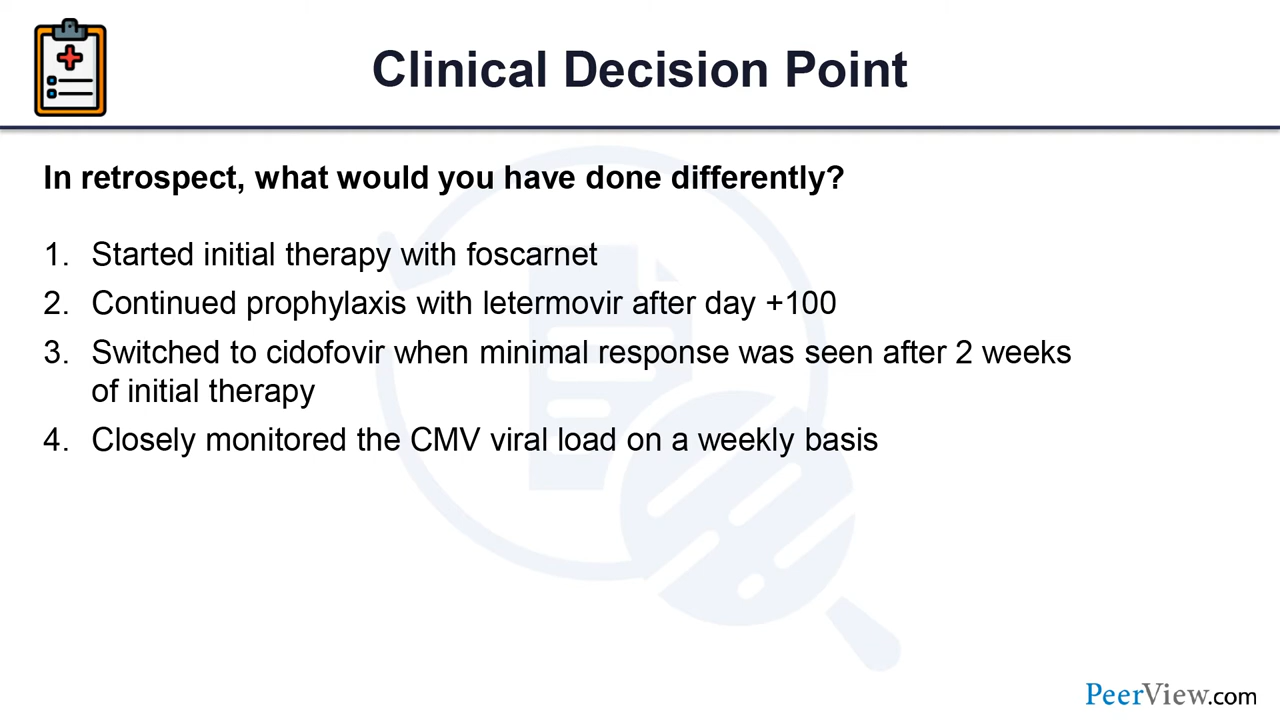 Clinical Decision Point
In retrospect, what would you have done differently?
1. Started initial therapy with foscarnet
2. Continued prophylaxis with letermovir after day +100
3. Switched to cidofovir when minimal response was seen after 2 weeks
of initial therapy
4. Closely monitored the CMV viral load on a weekly basis
PeerView.com